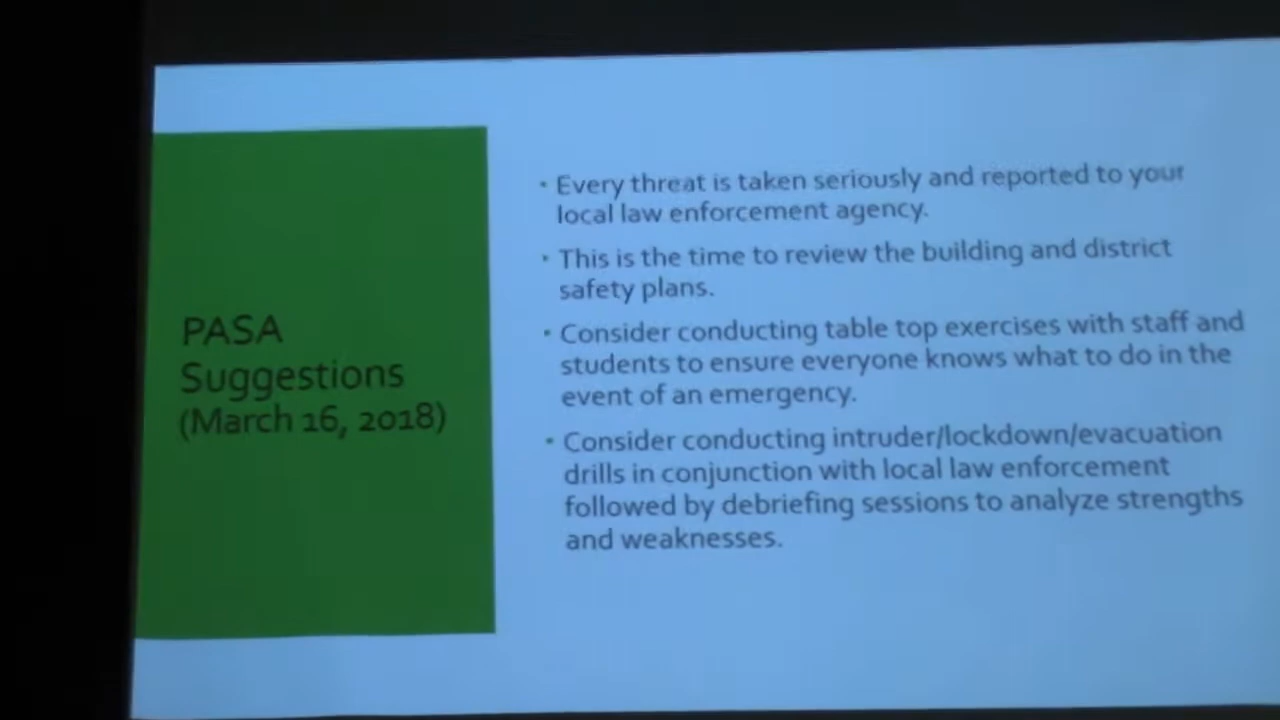 PASA
Suggestions
(March 16, 2018)
• Every threat is taken seriously and reported to your
local law enforcement agency.
• This is the time to review the building and district
safety plans.
• Consider conducting table top exercises with staff and
students to ensure everyone knows what to do in the
event of an emergency.
• Consider conducting intruder/lockdown/evacuation
drills in conjunction with local law enforcement
followed by debriefing sessions to analyze strengths
and weaknesses.